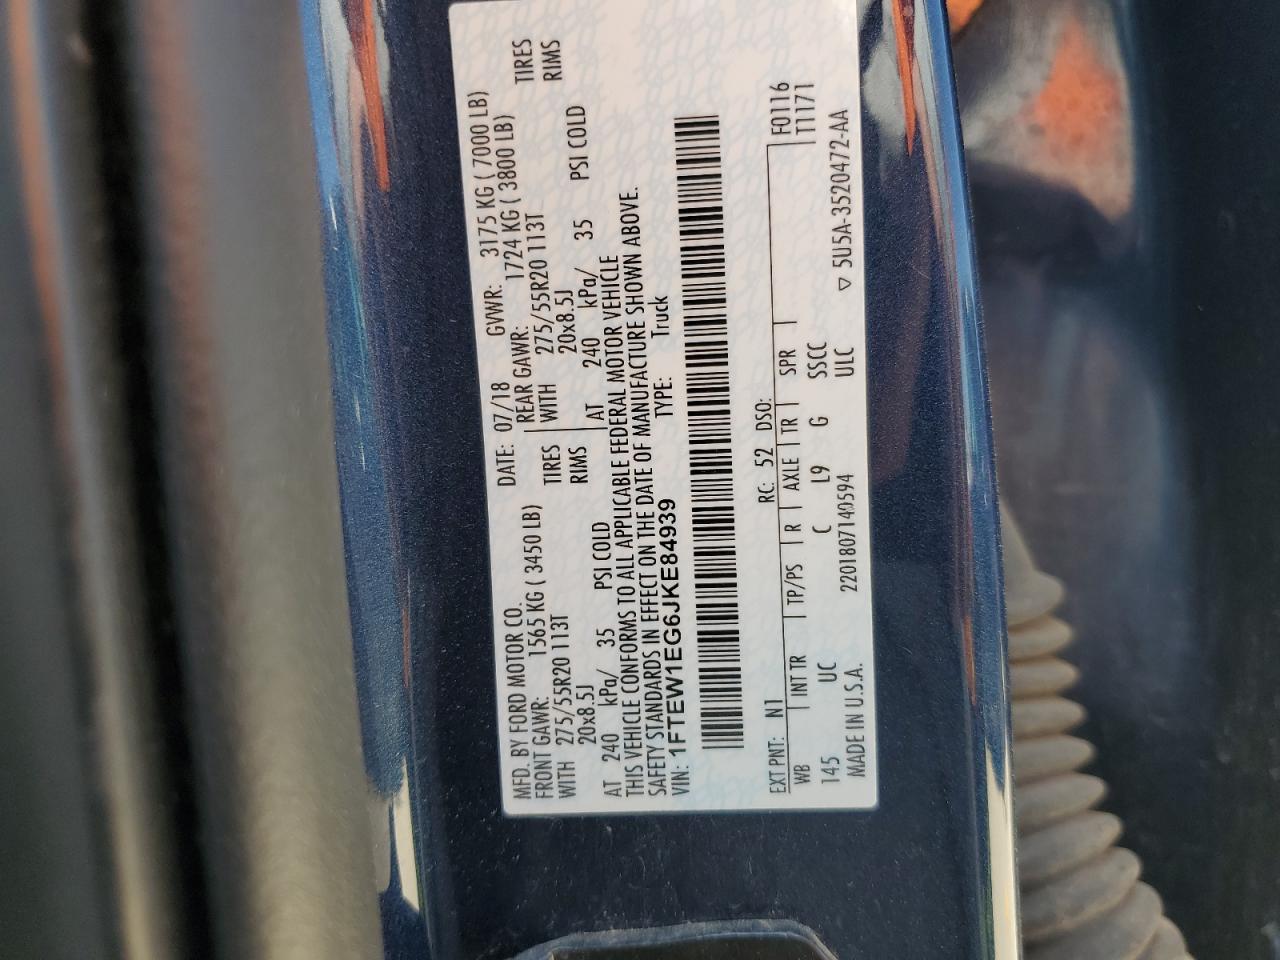 MFD. BY FORD MOTOR CO. DATE: 07/18 GVWR: 3175 KG ( 7000 LB)
FRONT GAWR: 1565 KG ( 3450 LB) REAR GAWR: 1724 KG ( 3800 LB)
WITH 275/55R20 113T TIRES WITH 275/55R20 113T TIRES
20x8.5J RIMS 20x8.5J RIMS
AT 240 kPa/ 35 PSI COLD AT 240 kPa/ 35 PSI COLD
THIS VEHICLE CONFORMS TO ALL APPLICABLE FEDERAL MOTOR VEHICLE
SAFETY STANDARDS IN EFFECT ON THE DATE OF MANUFACTURE SHOWN ABOVE.
VIN: 1FTEW1EG6JKE84939 TYPE: Truck
EXT PNT: N1 RC: 52 DSO: F0116
WB INT TR TP/PS R AXLE TR SPR T1171
145 UC C L9 G SSCC
MADE IN U.S.A. 2201807140594 ULC ▽ 5U5A-3520472-AA